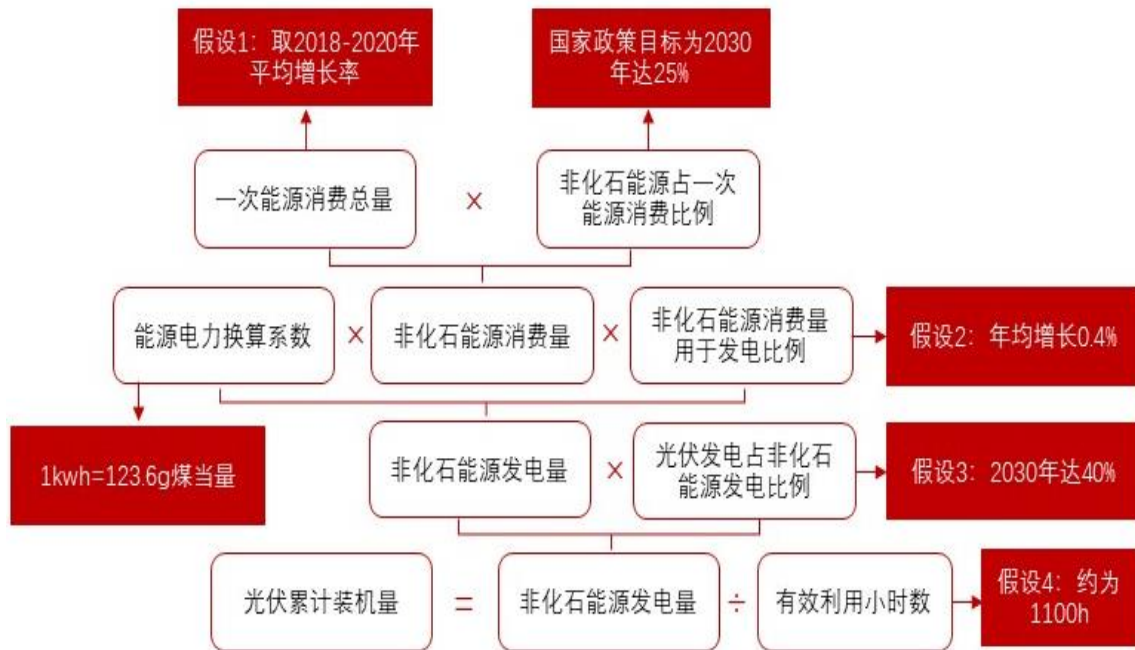 假设1：取2018-2020年
平均增长率
国家政策目标为2030
年达25%
一次能源消费总量
×
非化石能源占一次
能源消费比例
能源电力换算系数
×
非化石能源消费量
×
非化石能源消费量
用于发电比例
假设2：年均增长0.4%
1kwh=123.6g煤当量
非化石能源发电量
×
光伏发电占非化石
能源发电比例
假设3：2030年达40%
光伏累计装机量
=
非化石能源发电量
÷
有效利用小时数
假设4：约为
1100h